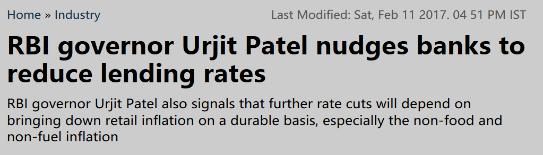 Home » Industry Last Modified: Sat, Feb 11 2017. 04 51 PM IST
RBI governor Urjit Patel nudges banks to
reduce lending rates
RBI governor Urjit Patel also signals that further rate cuts will depend on
bringing down retail inflation on a durable basis, especially the non-food and
non-fuel inflation